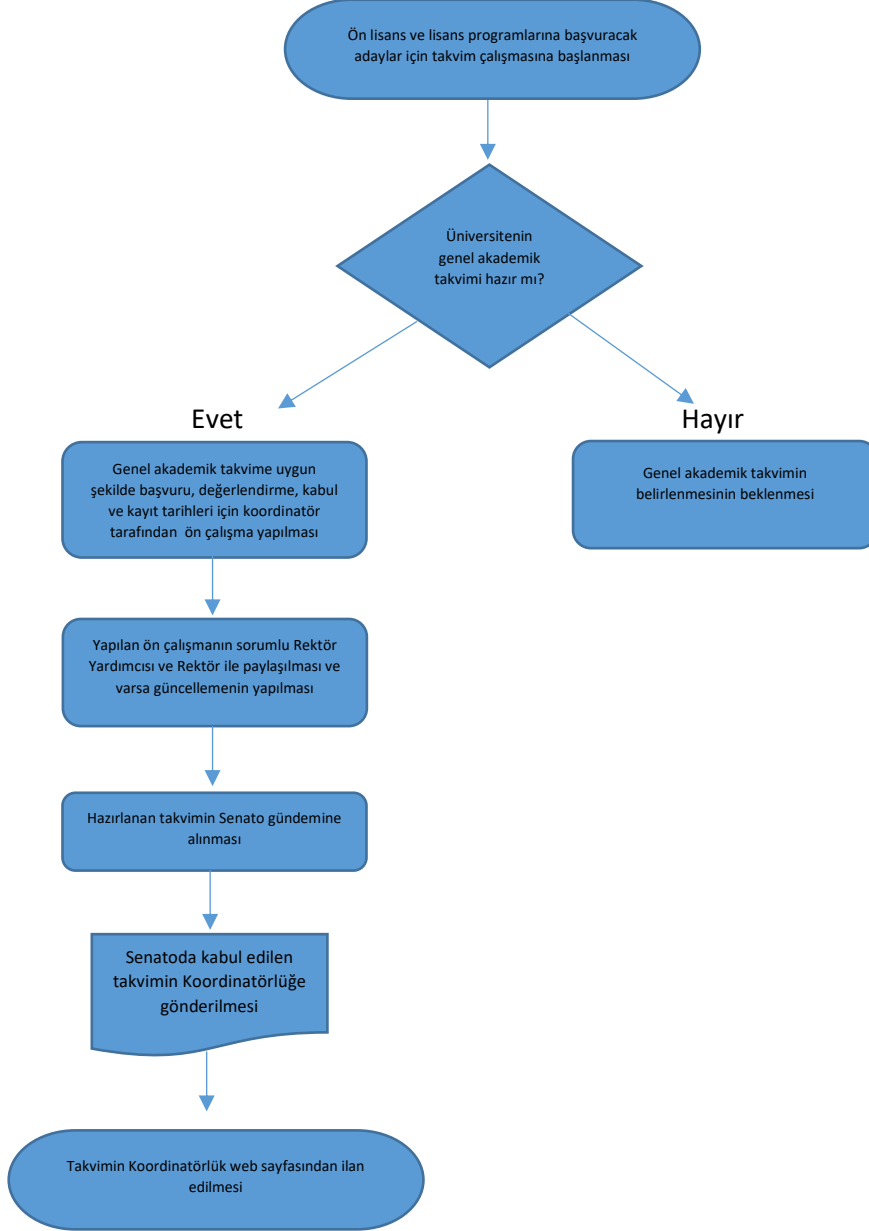 Ön lisans ve lisans programlarına başvuracak
adaylar için takvim çalışmasına başlanması
Üniversitenin
genel akademik
takvimi hazır mı?
Evet
Hayır
Genel akademik takvime uygun
şekilde başvuru, değerlendirme, kabul
ve kayıt tarihleri için koordinatör
tarafından  ön çalışma yapılması
Genel akademik takvimin
belirlenmesinin beklenmesi
Yapılan ön çalışmanın sorumlu Rektör
Yardımcısı ve Rektör ile paylaşılması ve
varsa güncellemenin yapılması
Hazırlanan takvimin Senato gündemine
alınması
Senatoda kabul edilen
takvimin Koordinatörlüğe
gönderilmesi
Takvimin Koordinatörlük web sayfasından ilan
edilmesi